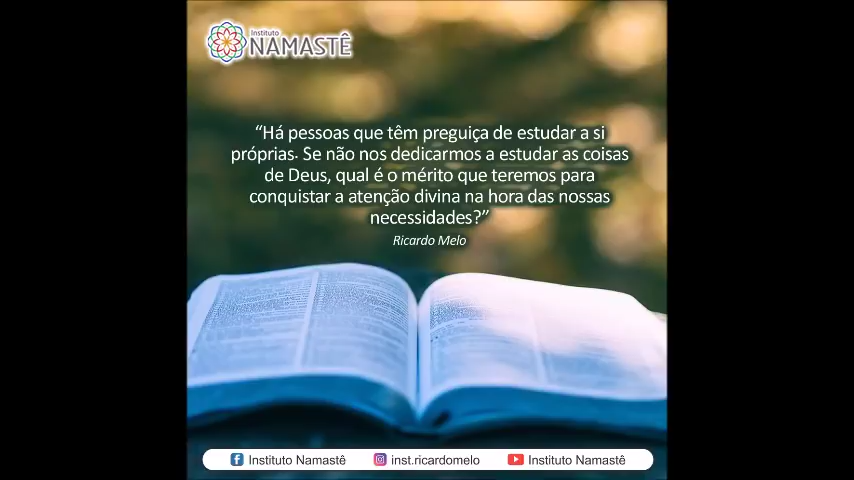 Instituto
NAMASTÊ
“Há pessoas que têm preguiça de estudar a si
próprias. Se não nos dedicarmos a estudar as coisas
de Deus, qual é o mérito que teremos para
conquistar a atenção divina na hora das nossas
necessidades?”
Ricardo Melo
Instituto Namastê inst.ricardomelo Instituto Namastê